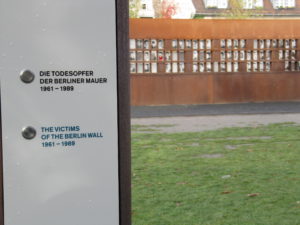 DIE TODESOPFER
DER BERLINER MAUER
1961 – 1989
THE VICTIMS
OF THE BERLIN WALL
1961 – 1989